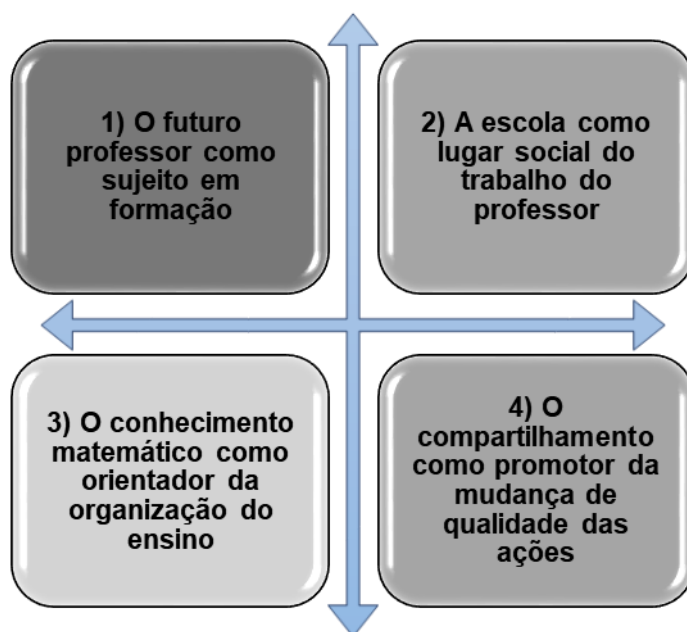 1) O futuro
professor como
sujeito em
formação
2) A escola como
lugar social do
trabalho do
professor
3) O conhecimento
matemático como
orientador da
organização do
ensino
4) O
compartilhamento
como promotor da
mudança de
qualidade das
ações